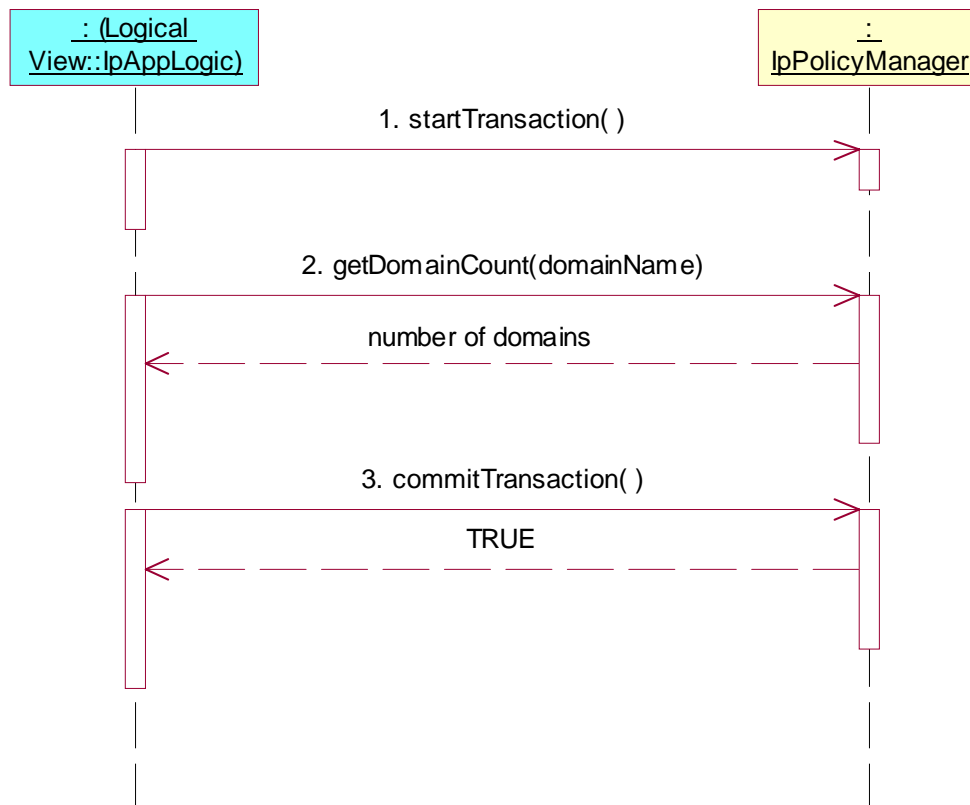 : (Logical
View::IpAppLogic)
:
IpPolicyManager
1. startTransaction( )
2. getDomainCount(domainName)
number of domains
3. commitTransaction( )
TRUE